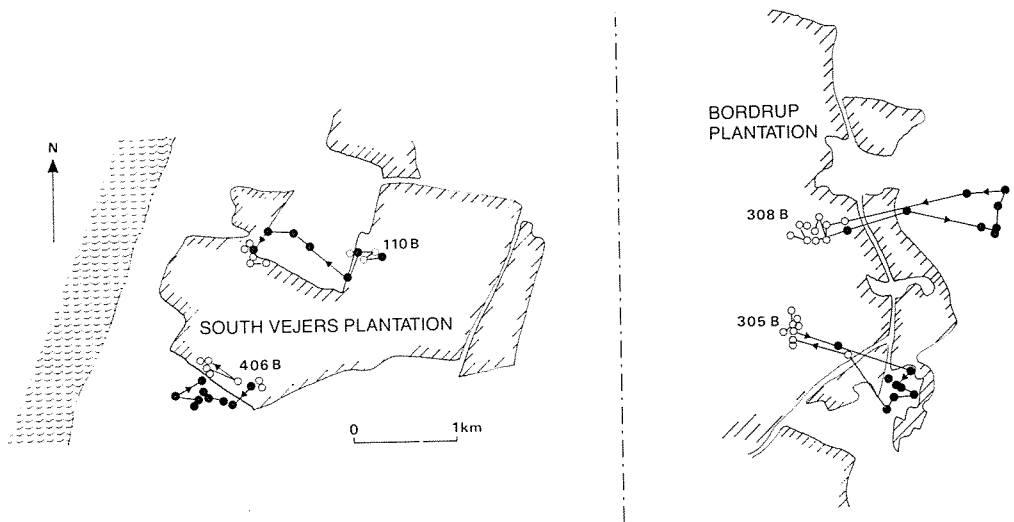 N
110 B
SOUTH VEJERS PLANTATION
406 B
0 1km
BORDRUP
PLANTATION
308 B
305 B